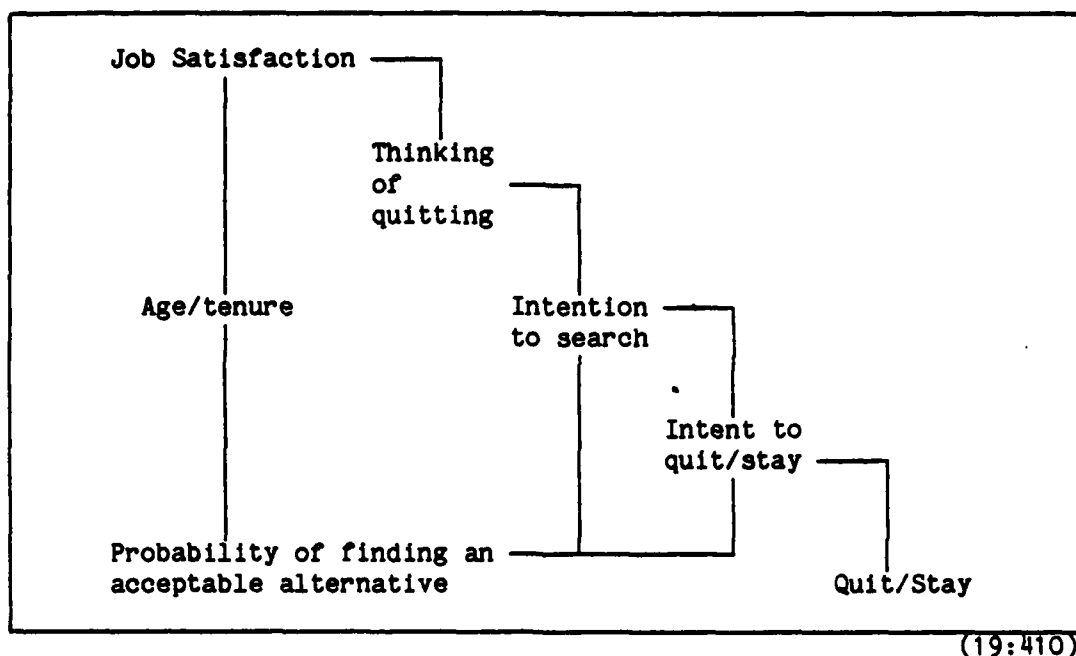 Job Satisfaction
Thinking
of
quitting
Age/tenure
Intention
to search
Intent to
quit/stay
Probability of finding an
acceptable alternative
Quit/Stay
(19:410)